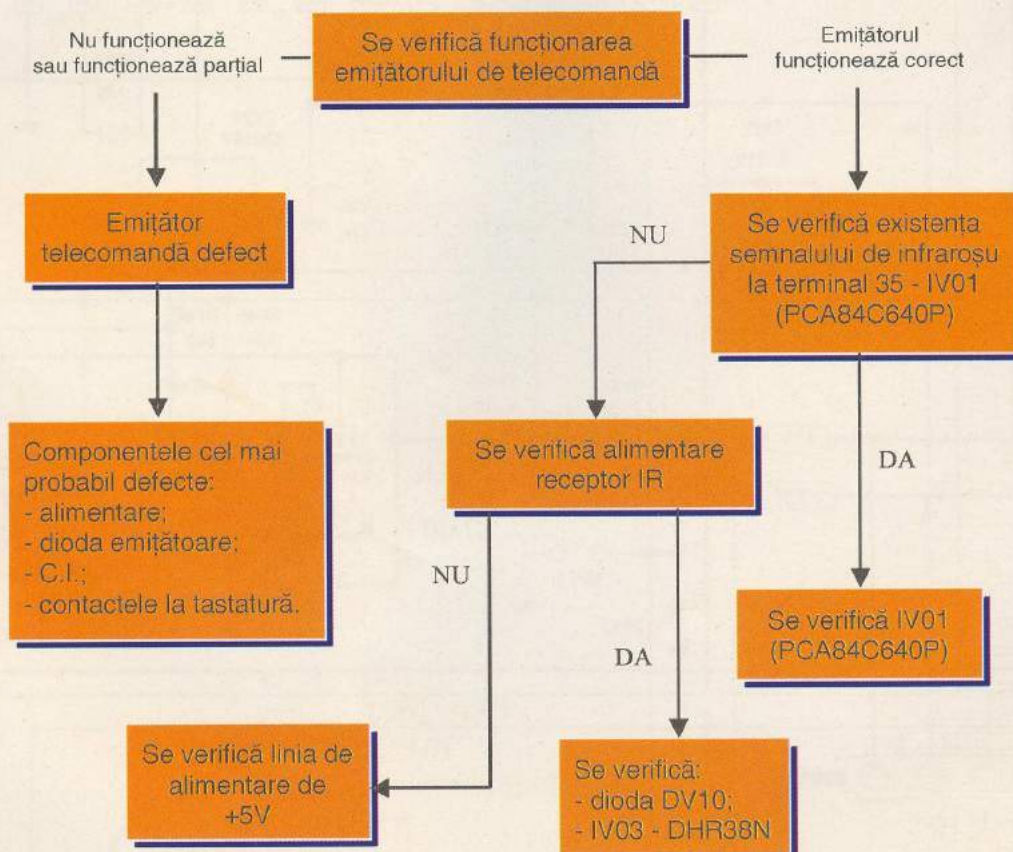 Nu funcționează
sau funcționează parțial
Se verifică funcționarea
emițătorului de telecomandă
Emițătorul
funcționează corect
Emițător
telecomandă defect
NU
Se verifică existența
semnalului de infraroșu
la terminal 35 - IV01
(PCA84C640P)
Componentele cel mai
probabil defecte:
- alimentare;
- dioda emițătoare;
- C.I.;
- contactele la tastatură.
Se verifică alimentare
receptor IR
DA
NU
DA
Se verifică IV01
(PCA84C640P)
Se verifică linia de
alimentare de
+5V
Se verifică:
- dioda DV10;
- IV03 - DHR38N